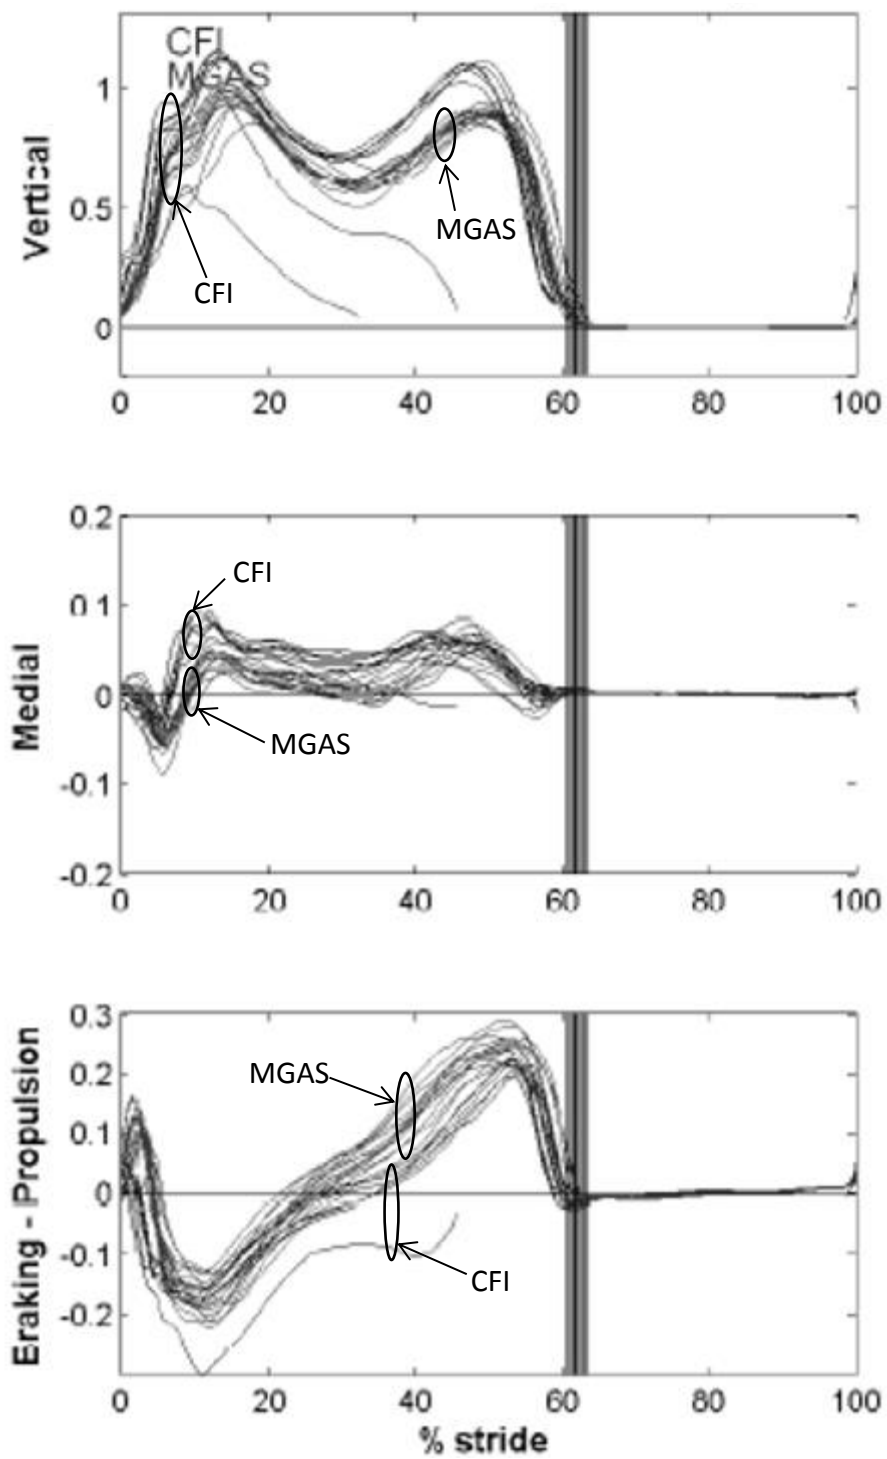 CFI
MGAS
1
0.5
0
Vertical
MGAS
CFI
0 20 40 60 80 100
0.2
0.1
0
-0.1
-0.2
Medial
CFI
MGAS
0 20 40 60 80 100
0.3
0.2
0.1
0
-0.1
-0.2
Eraking - Propulsion
MGAS
CFI
0 20 40 60 80 100
% stride